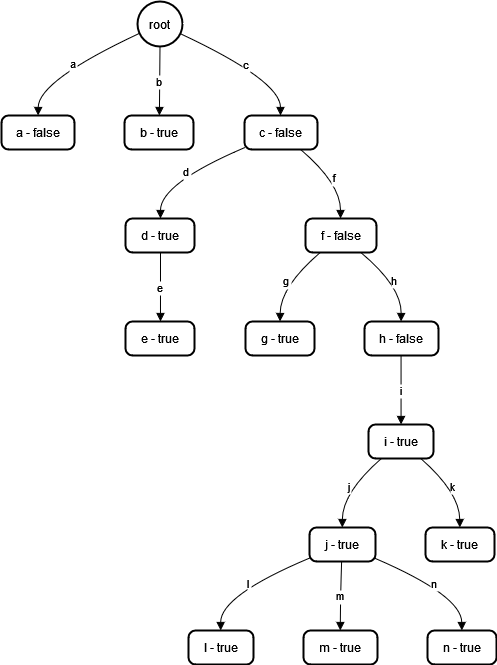 root
a
b
c
a - false
b - true
c - false
d
f
d - true
f - false
e
g
h
e - true
g - true
h - false
i
i - true
j
k
j - true
k - true
l
m
n
l - true
m - true
n - true